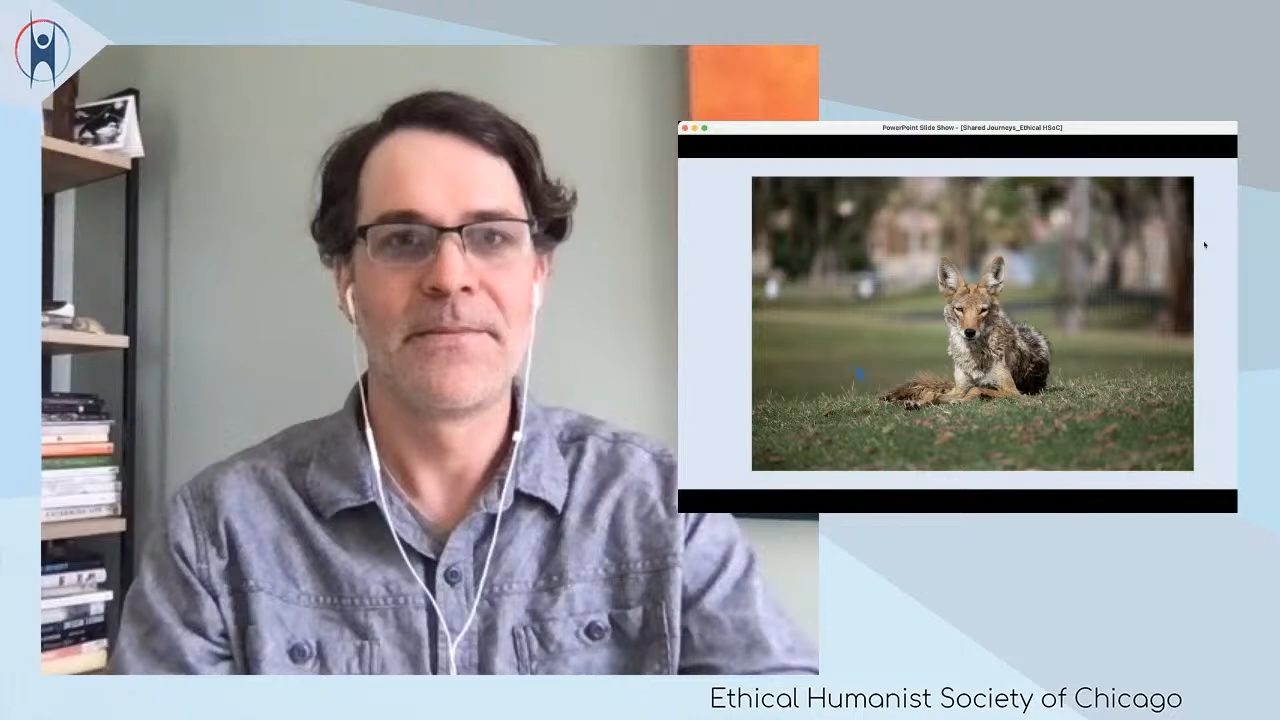 PowerPoint Slide Show - [Shared Journeys_Ethical HSoC]
Ethical Humanist Society of Chicago